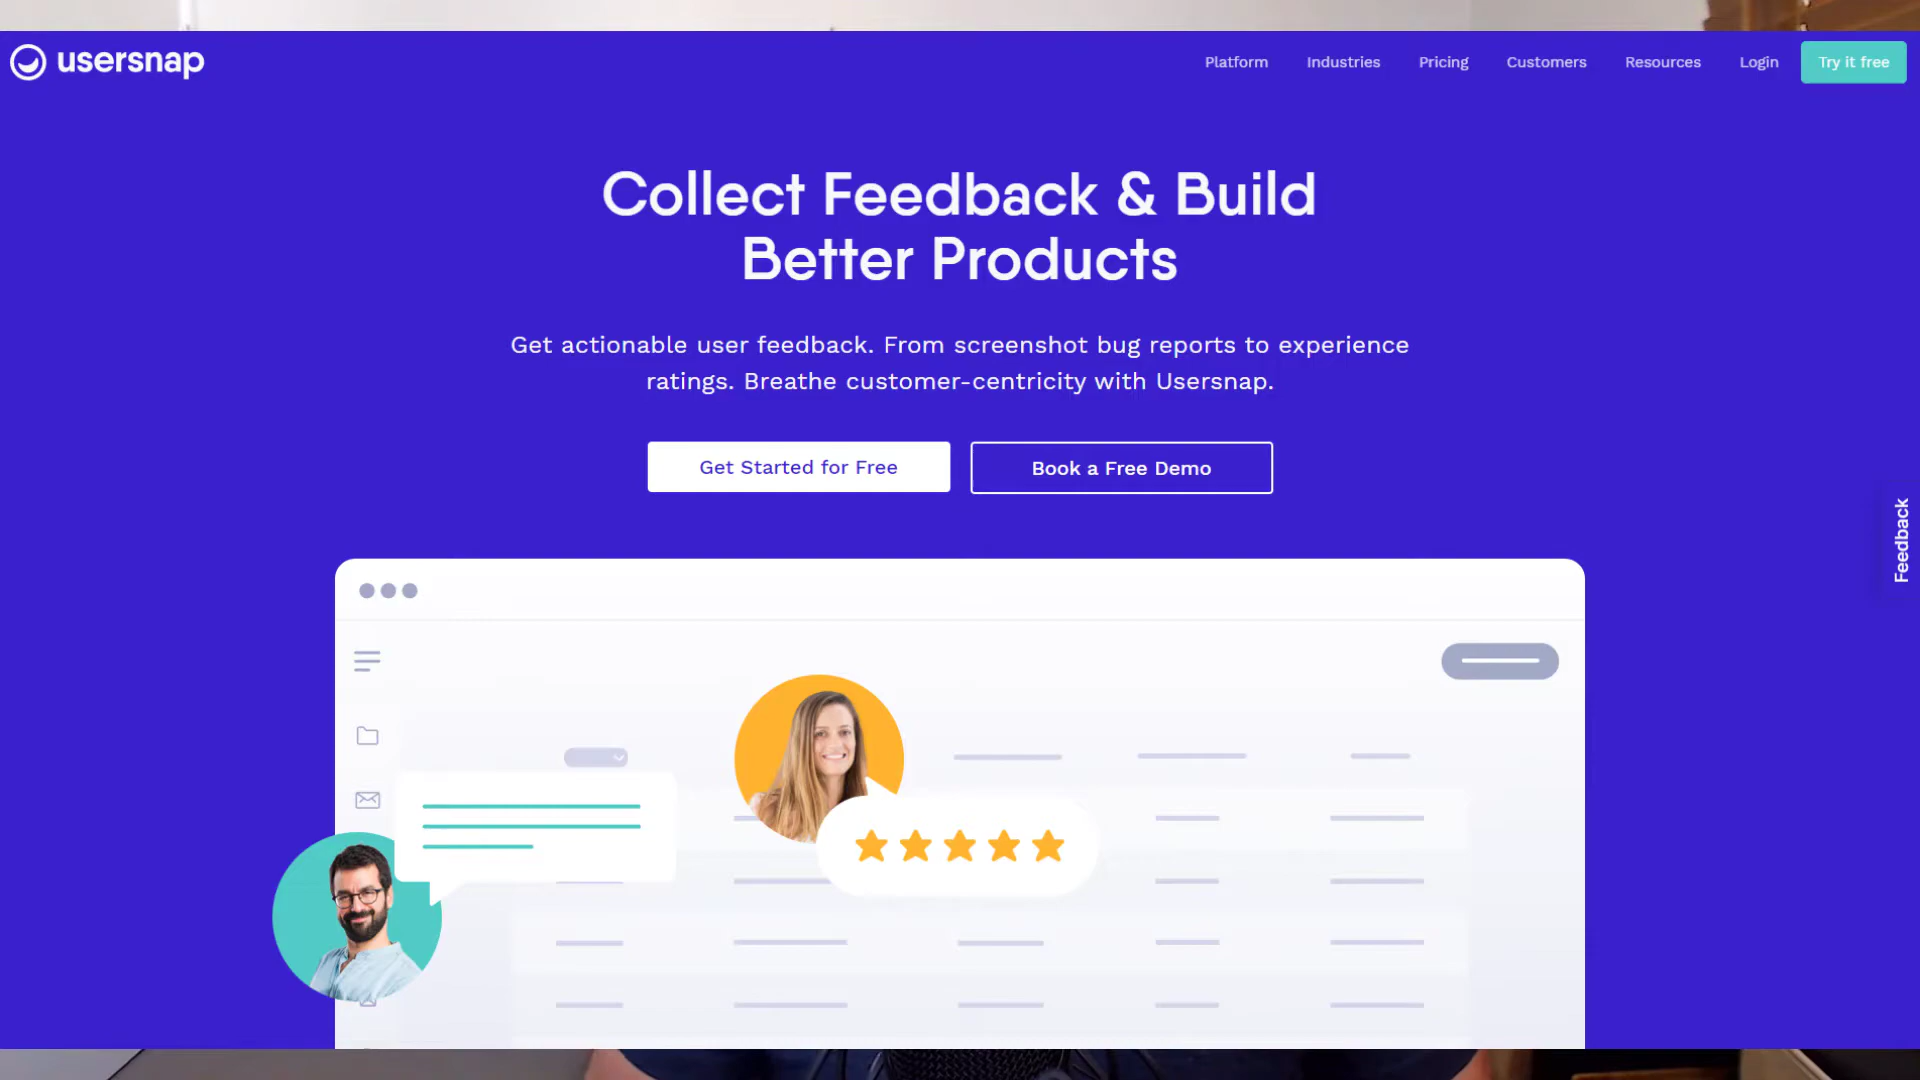 usersnap
Platform
Industries
Pricing
Customers
Resources
Login
Try it free
Collect Feedback & Build
Better Products
Get actionable user feedback. From screenshot bug reports to experience
ratings. Breathe customer-centricity with Usersnap.
Get Started for Free
Book a Free Demo
Feedback